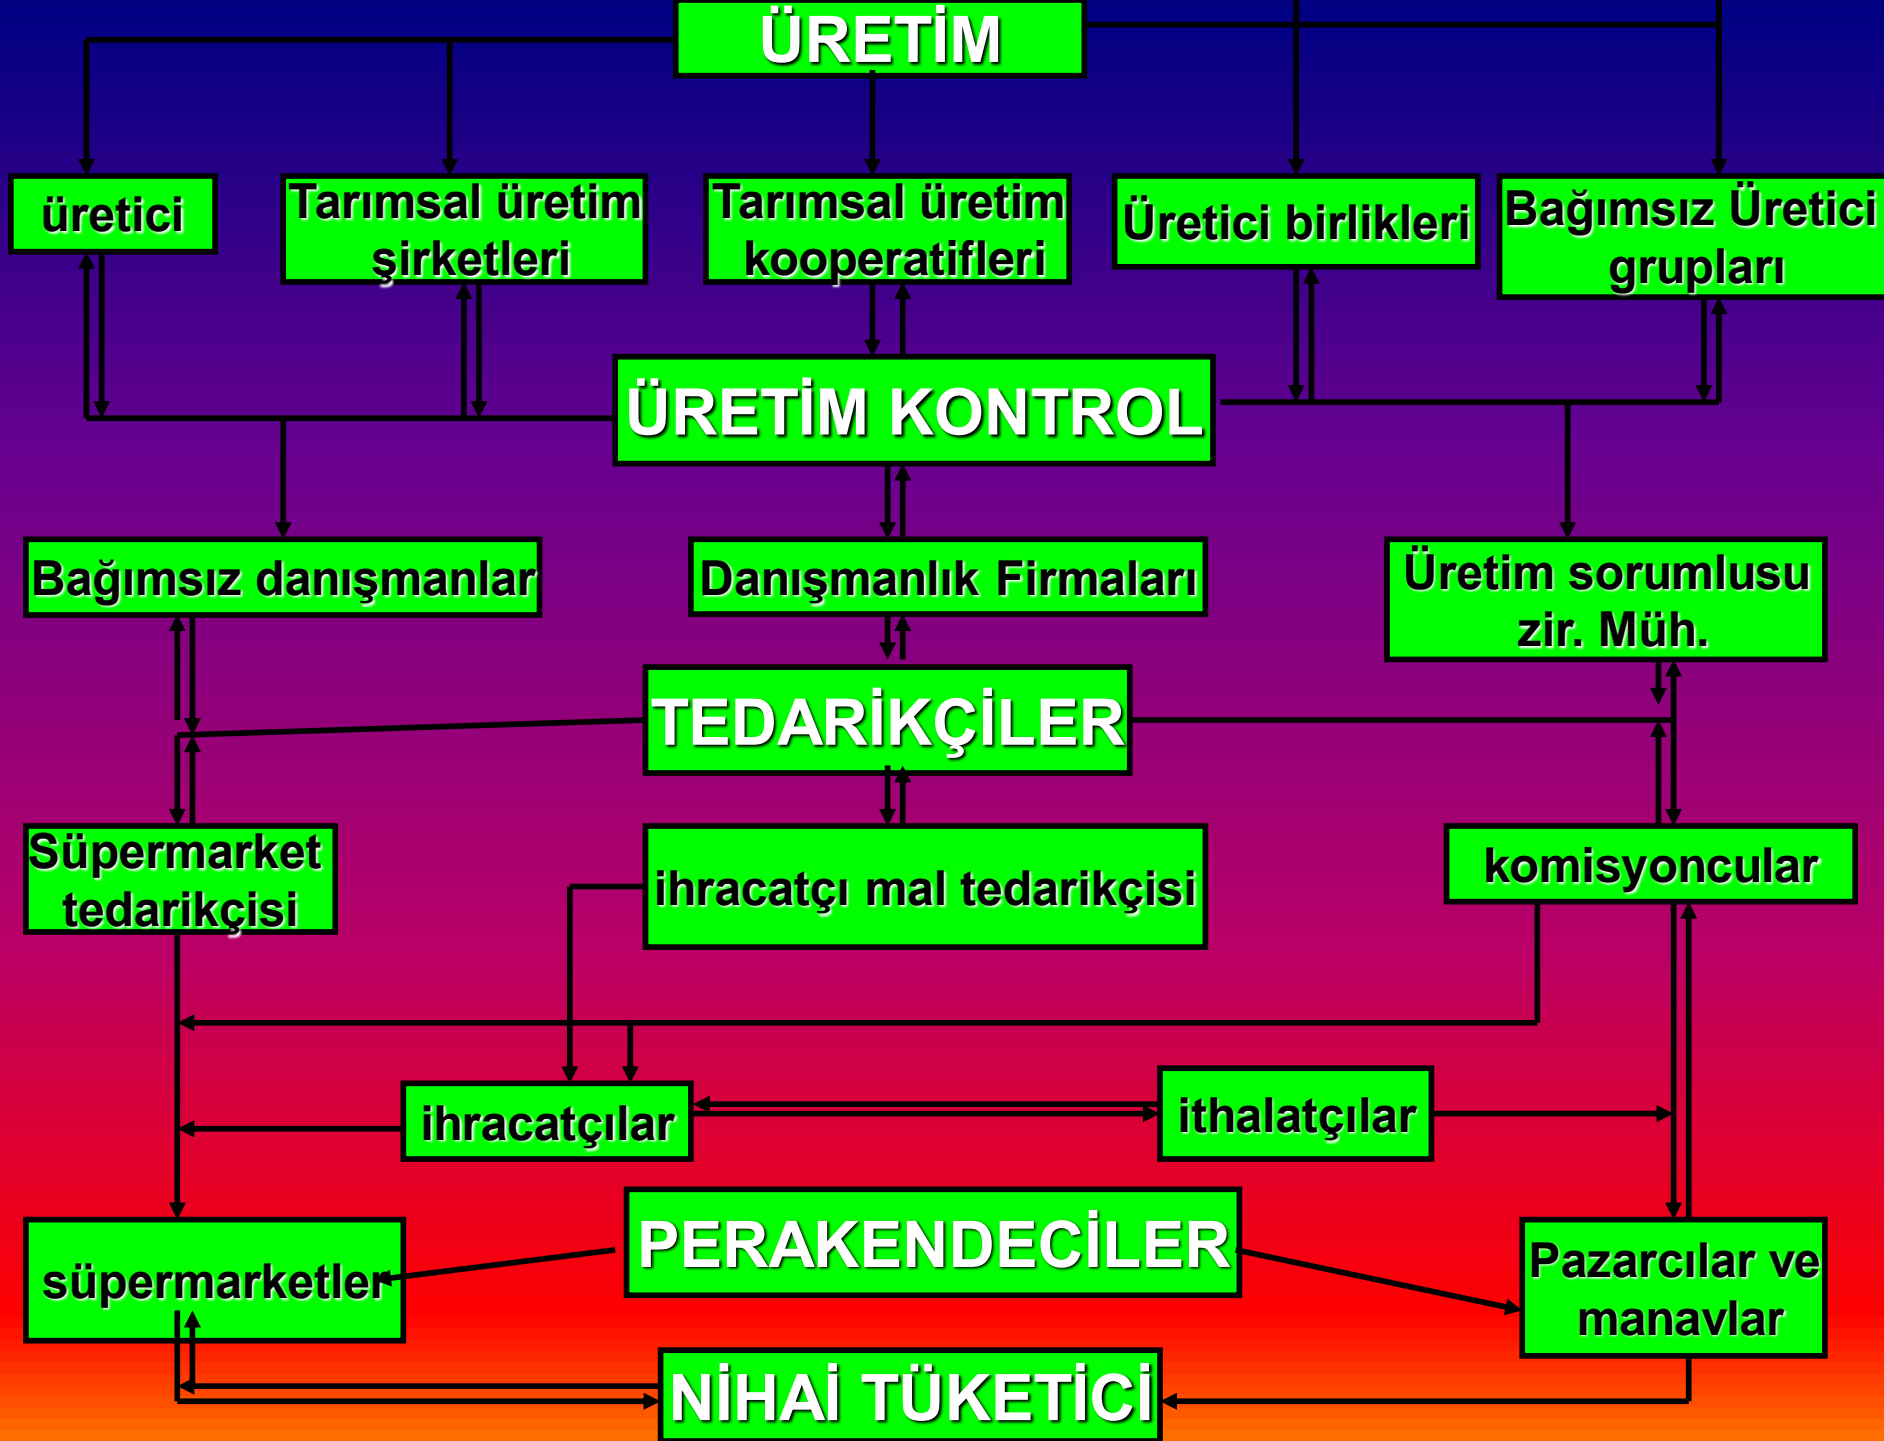 ÜRETİM
üretici
Tarımsal üretim
şirketleri
Tarımsal üretim
kooperatifleri
Üretici birlikleri
Bağımsız Üretici
grupları
ÜRETİM KONTROL
Bağımsız danışmanlar
Danışmanlık Firmaları
Üretim sorumlusu
zir. Müh.
TEDARİKÇİLER
Süpermarket
tedarikçisi
ihracatçı mal tedarikçisi
komisyoncular
ihracatçılar
ithalatçılar
PERAKENDECİLER
süpermarketler
Pazarcılar ve
manavlar
NİHAİ TÜKETİCİ